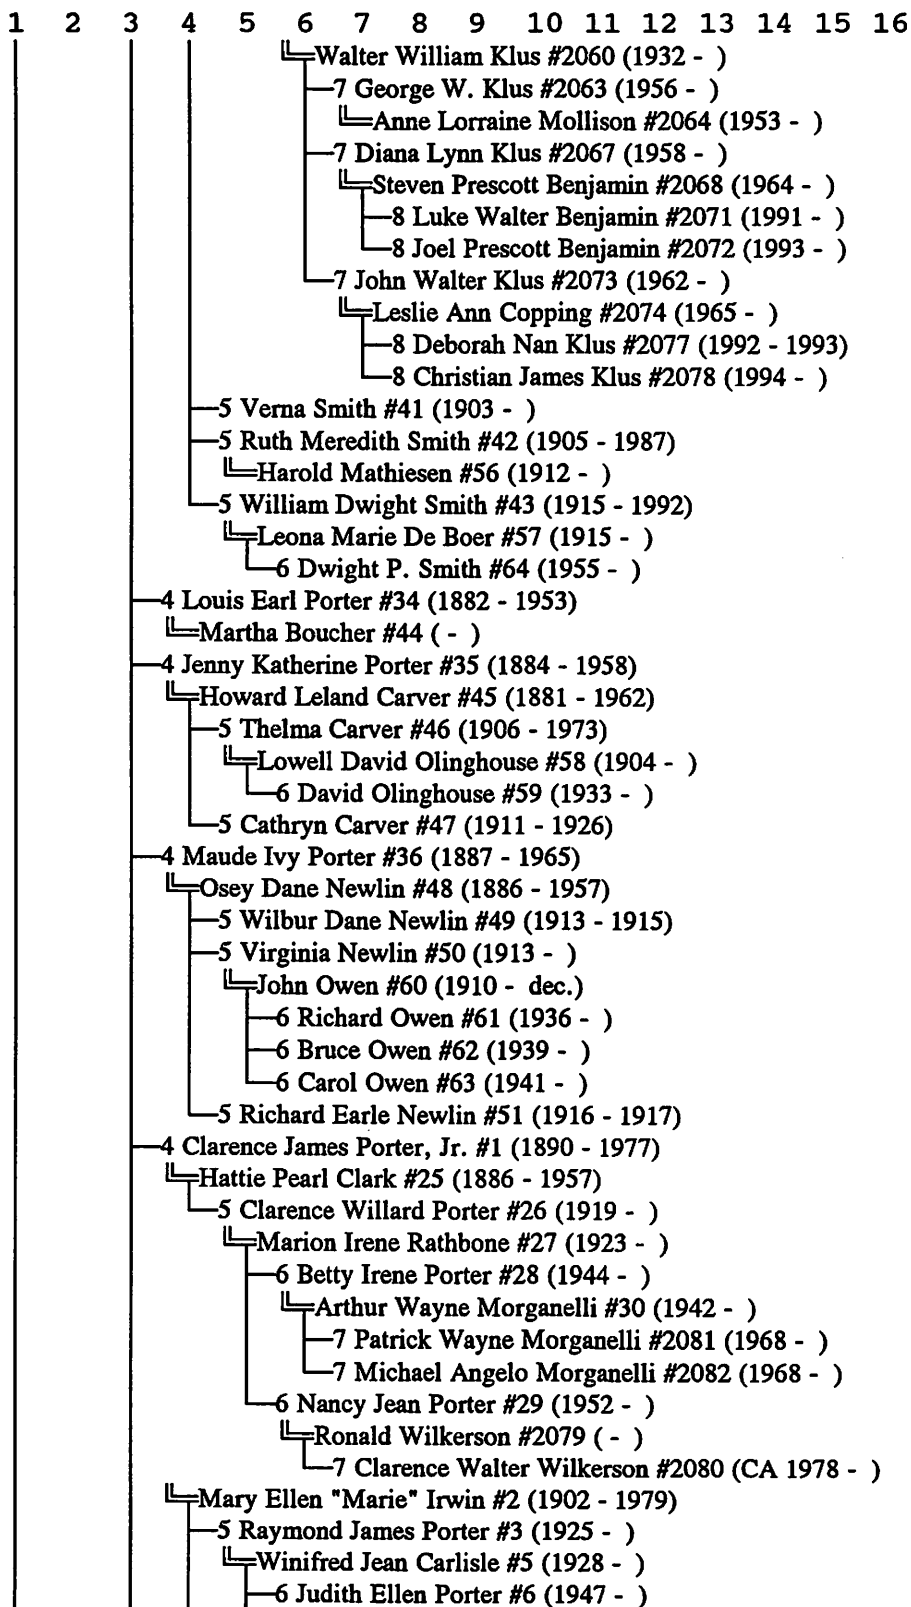 1 2 3 4 5 6 7 8 9 10 11 12 13 14 15 16
Walter William Klus #2060 (1932 - )
7 George W. Klus #2063 (1956 - )
Anne Lorraine Mollison #2064 (1953 - )
7 Diana Lynn Klus #2067 (1958 - )
Steven Prescott Benjamin #2068 (1964 - )
8 Luke Walter Benjamin #2071 (1991 - )
8 Joel Prescott Benjamin #2072 (1993 - )
7 John Walter Klus #2073 (1962 - )
Leslie Ann Copping #2074 (1965 - )
8 Deborah Nan Klus #2077 (1992 - 1993)
8 Christian James Klus #2078 (1994 - )
5 Verna Smith #41 (1903 - )
5 Ruth Meredith Smith #42 (1905 - 1987)
Harold Mathiesen #56 (1912 - )
5 William Dwight Smith #43 (1915 - 1992)
Leona Marie De Boer #57 (1915 - )
6 Dwight P. Smith #64 (1955 - )
4 Louis Earl Porter #34 (1882 - 1953)
Martha Boucher #44 ( - )
4 Jenny Katherine Porter #35 (1884 - 1958)
Howard Leland Carver #45 (1881 - 1962)
5 Thelma Carver #46 (1906 - 1973)
Lowell David Olinghouse #58 (1904 - )
6 David Olinghouse #59 (1933 - )
5 Cathryn Carver #47 (1911 - 1926)
4 Maude Ivy Porter #36 (1887 - 1965)
Osey Dane Newlin #48 (1886 - 1957)
5 Wilbur Dane Newlin #49 (1913 - 1915)
5 Virginia Newlin #50 (1913 - )
John Owen #60 (1910 - dec.)
6 Richard Owen #61 (1936 - )
6 Bruce Owen #62 (1939 - )
6 Carol Owen #63 (1941 - )
5 Richard Earle Newlin #51 (1916 - 1917)
4 Clarence James Porter, Jr. #1 (1890 - 1977)
Hattie Pearl Clark #25 (1886 - 1957)
5 Clarence Willard Porter #26 (1919 - )
Marion Irene Rathbone #27 (1923 - )
6 Betty Irene Porter #28 (1944 - )
Arthur Wayne Morganelli #30 (1942 - )
7 Patrick Wayne Morganelli #2081 (1968 - )
7 Michael Angelo Morganelli #2082 (1968 - )
6 Nancy Jean Porter #29 (1952 - )
Ronald Wilkerson #2079 ( - )
7 Clarence Walter Wilkerson #2080 (CA 1978 - )
Mary Ellen "Marie" Irwin #2 (1902 - 1979)
5 Raymond James Porter #3 (1925 - )
Winifred Jean Carlisle #5 (1928 - )
6 Judith Ellen Porter #6 (1947 - )